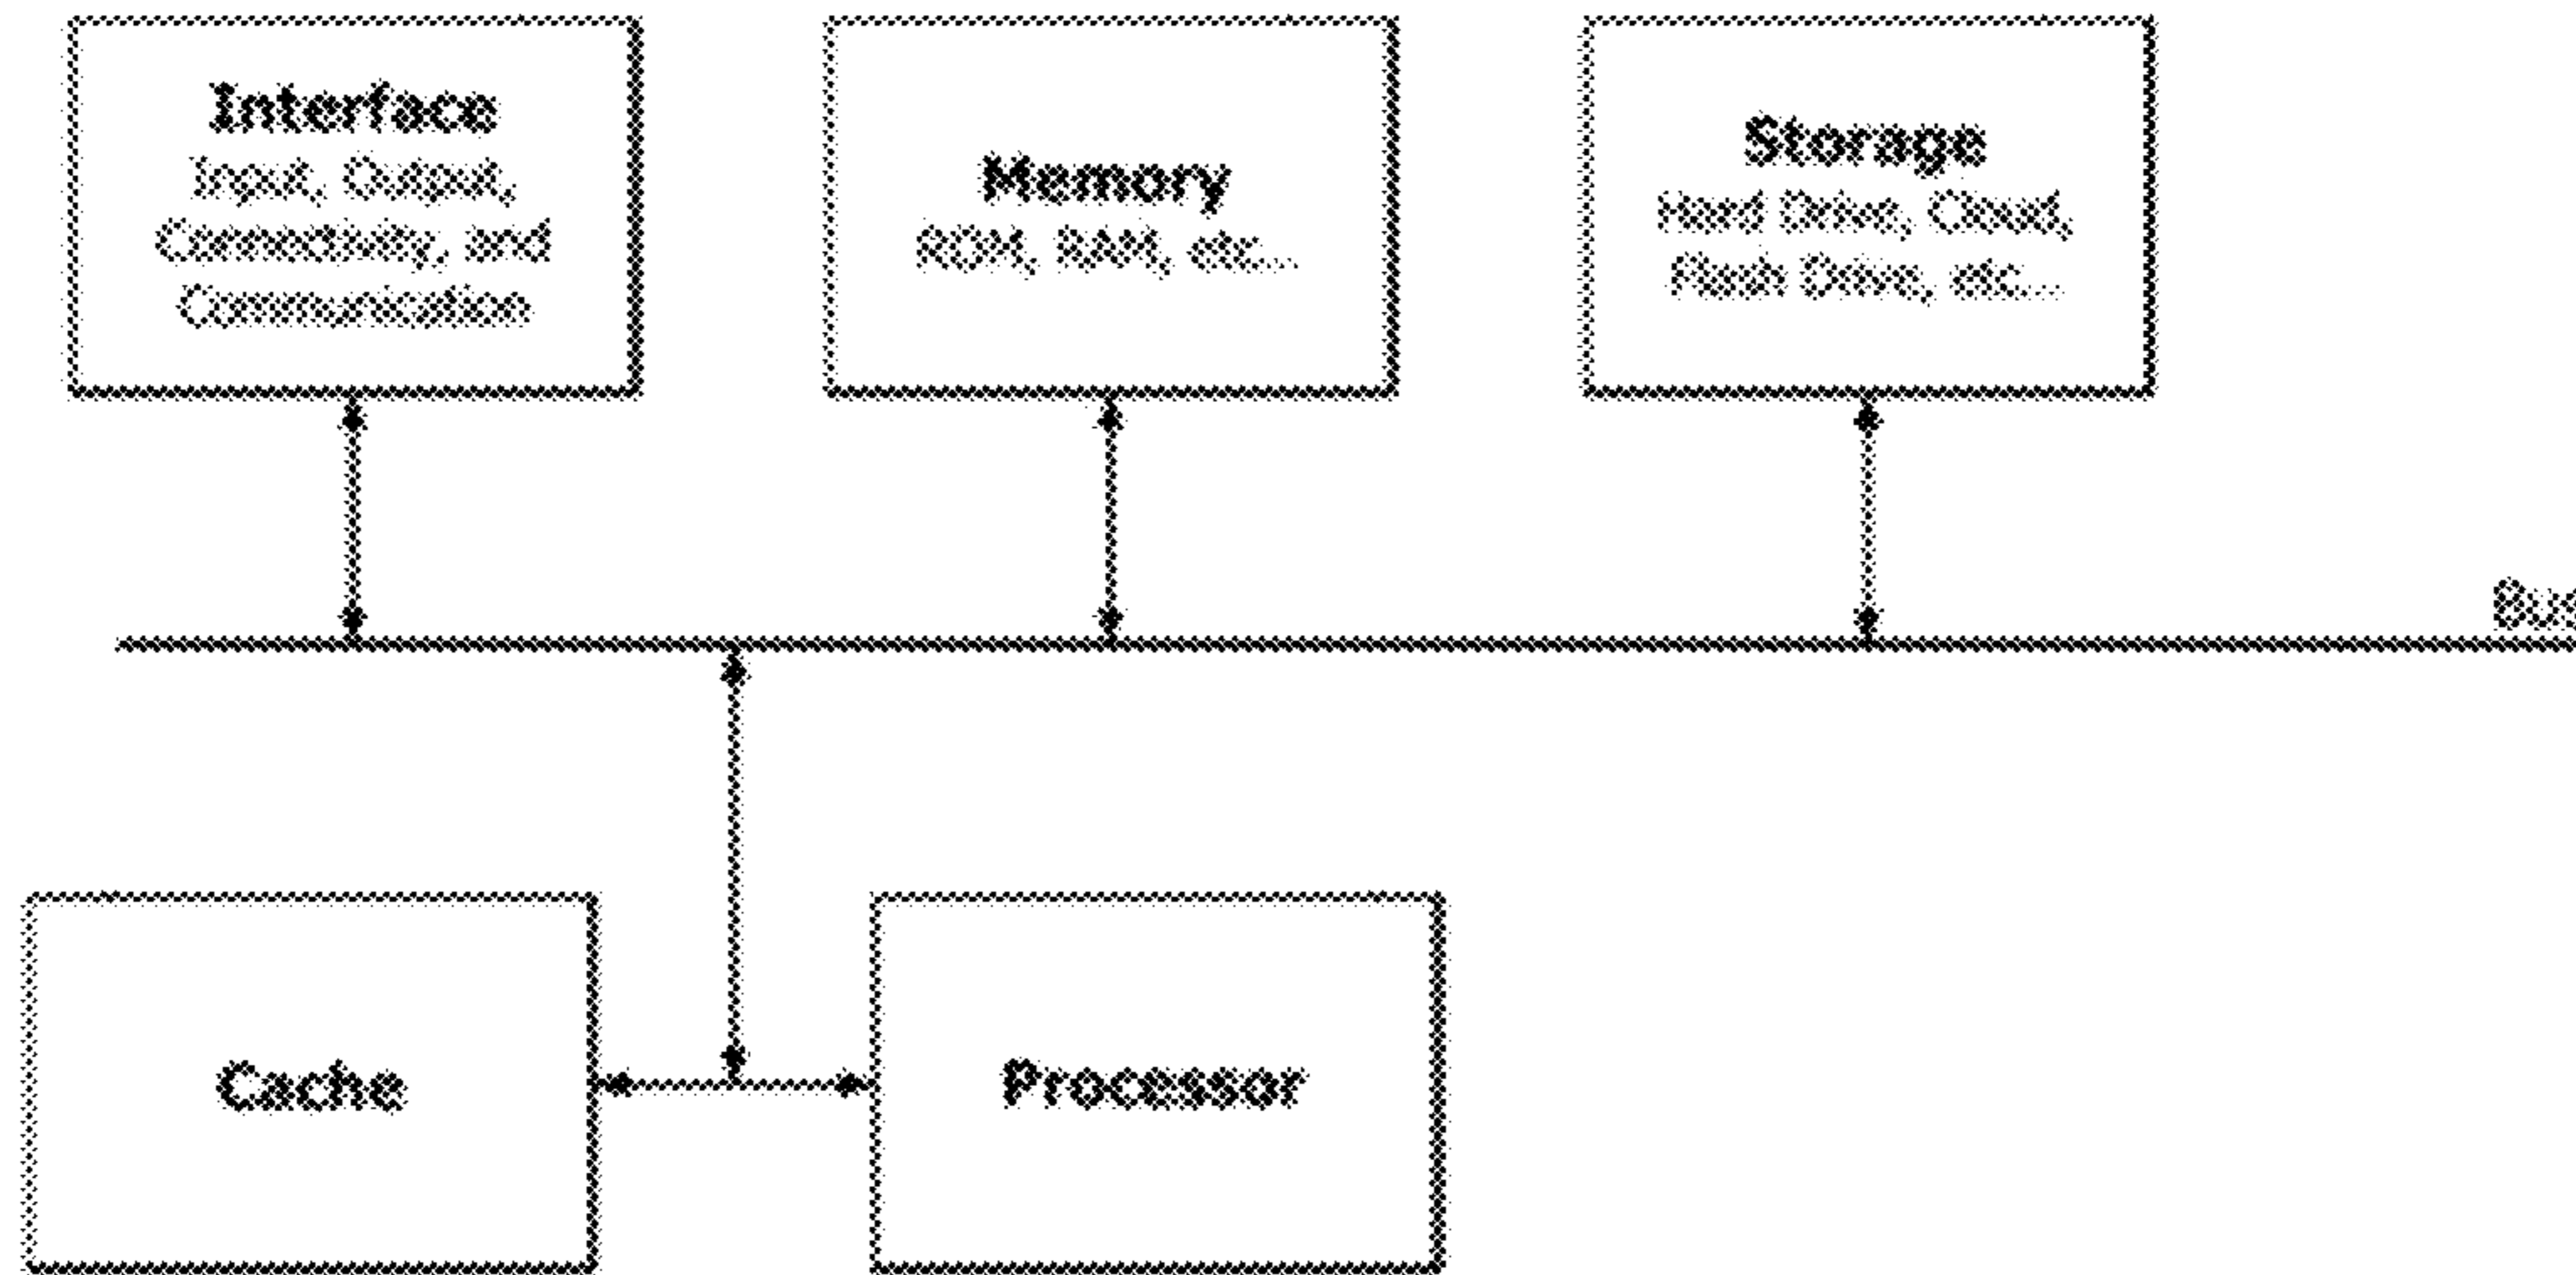 Interface
Input, Output,
Connectivity, and
Communication
Memory
ROM, RAM, etc...
Storage
Hard Drive, Cloud,
Flash Drive, etc...
Bus
Cache
Processor